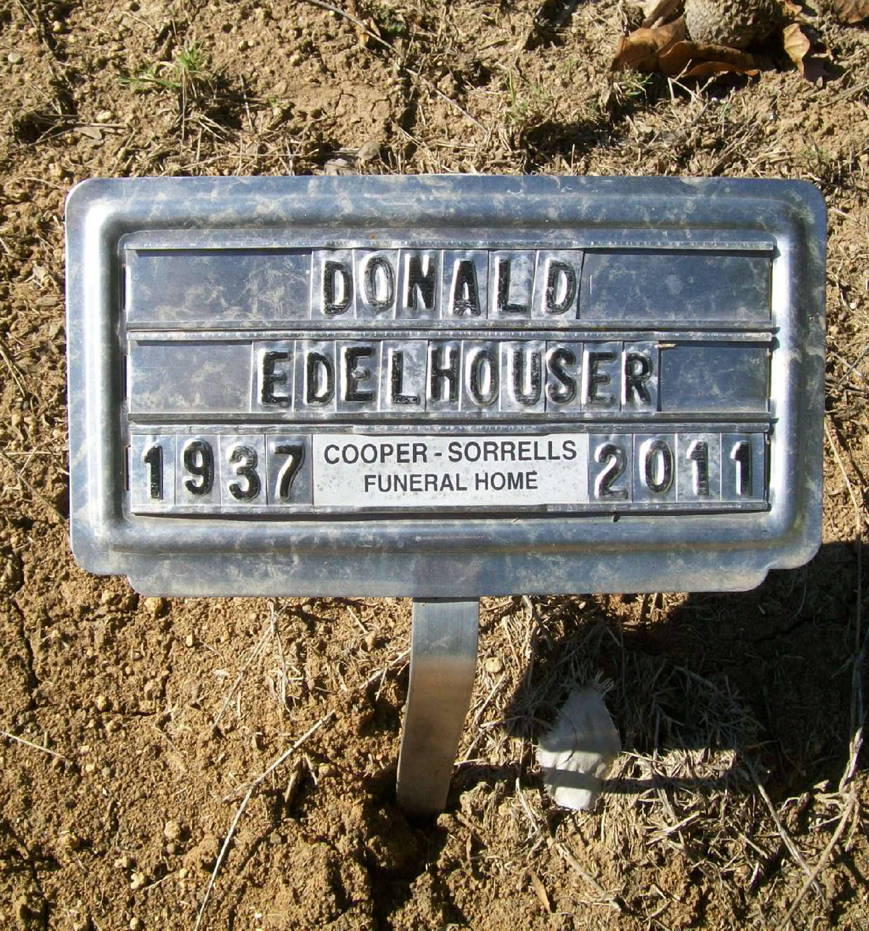 DONALD
EDELHOUSER
1937 COOPER - SORRELLS FUNERAL HOME 2011